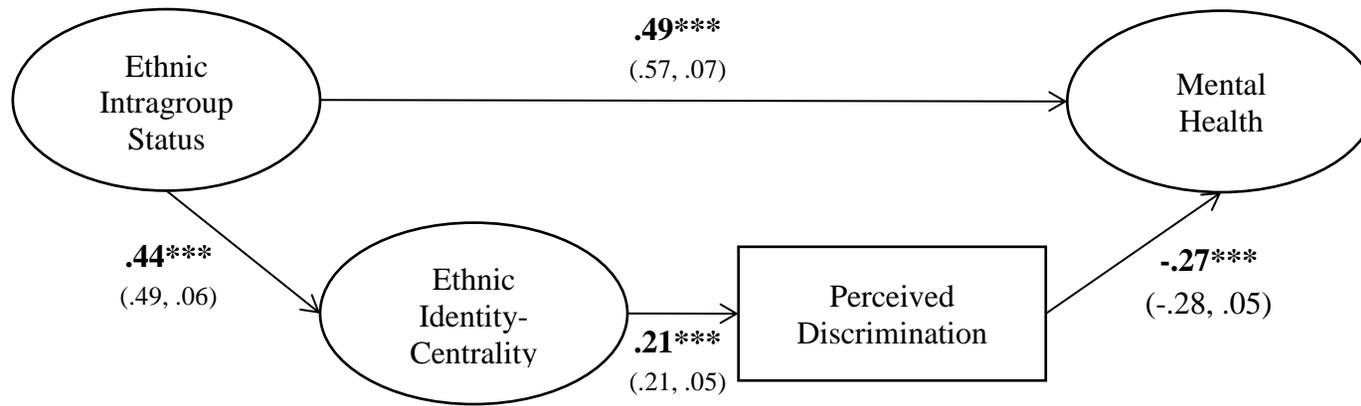 .49***
(.57, .07)
Ethnic
Intragroup
Status
Mental
Health
.44***
(.49, .06)
Ethnic
Identity-
Centrality
.21***
(.21, .05)
Perceived
Discrimination
-.27***
(-.28, .05)